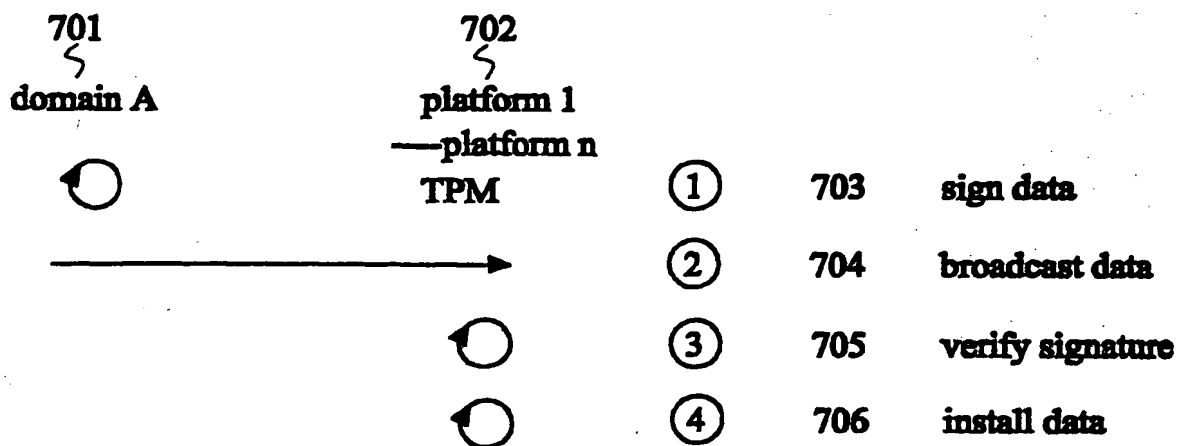 701 702
domain A platform 1
platform n
TPM 1 703 sign data
2 704 broadcast data
3 705 verify signature
4 706 install data